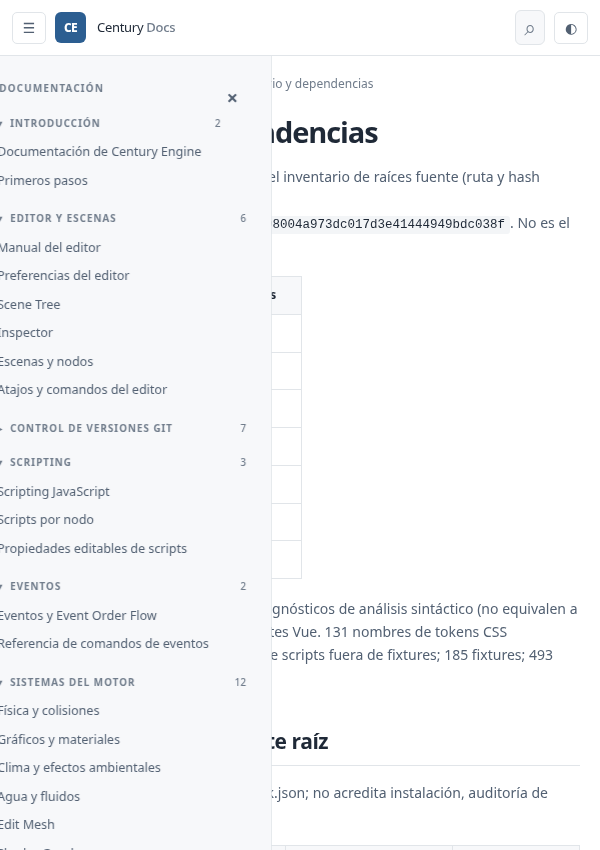 ☰ CE Century Docs
DOCUMENTACIÓN
×
INTRODUCCIÓN 2
Documentación de Century Engine
Primeros pasos
EDITOR Y ESCENAS 6
Manual del editor
Preferencias del editor
Scene Tree
Inspector
Escenas y nodos
Atajos y comandos del editor
CONTROL DE VERSIONES GIT 7
SCRIPTING 3
Scripting JavaScript
Scripts por nodo
Propiedades editables de scripts
EVENTOS 2
Eventos y Event Order Flow
Referencia de comandos de eventos
SISTEMAS DEL MOTOR 12
Física y colisiones
Gráficos y materiales
Clima y efectos ambientales
Agua y fluidos
Edit Mesh
io y dependencias
ndencias
el inventario de raíces fuente (ruta y hash
8004a973dc017d3e41444949bdc038f. No es el
s
gnósticos de análisis sintáctico (no equivalen a
tes Vue. 131 nombres de tokens CSS
e scripts fuera de fixtures; 185 fixtures; 493
te raíz
k.json; no acredita instalación, auditoría de